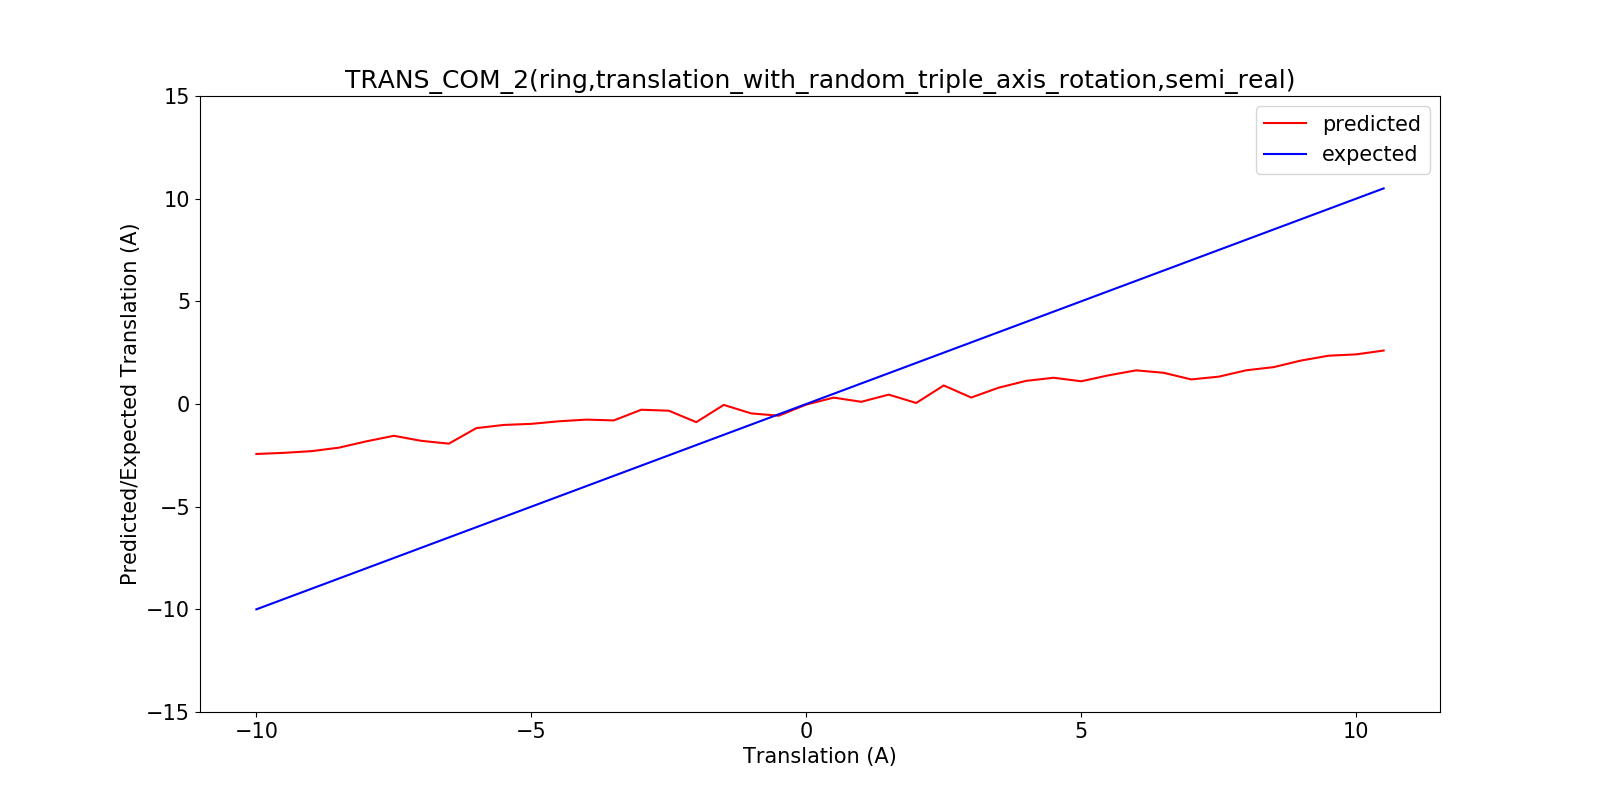 TRANS_COM_2(ring,translation_with_random_triple_axis_rotation,semi_real)
15
10
5
0
−5
−10
−15
Predicted/Expected Translation (A)
predicted
expected
−10
−5
0
5
10
Translation (A)